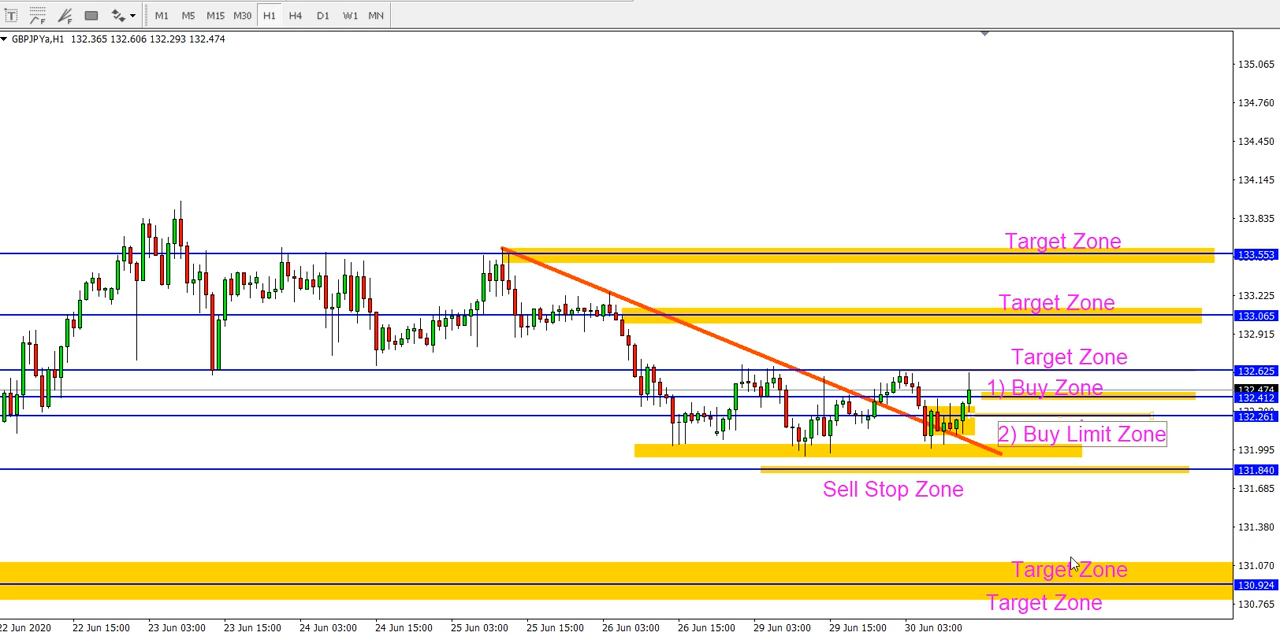 T F F M1 M5 M15 M30 H1 H4 D1 W1 MN
GBPJPYa,H1 132.365 132.606 132.293 132.474
135.065
134.760
134.450
134.145
133.835
Target Zone
133.553
133.225
Target Zone
133.065
132.915
Target Zone
132.625
1) Buy Zone
132.474
132.412
132.261
2) Buy Limit Zone
131.995
131.840
Sell Stop Zone
131.685
131.380
131.070
Target Zone
130.924
Target Zone
130.765
22 Jun 2020 22 Jun 15:00 23 Jun 03:00 23 Jun 15:00 24 Jun 03:00 24 Jun 15:00 25 Jun 03:00 25 Jun 15:00 26 Jun 03:00 26 Jun 15:00 29 Jun 03:00 29 Jun 15:00 30 Jun 03:00